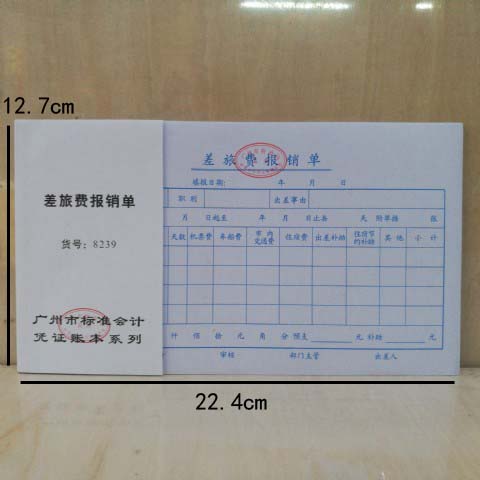 12.7cm
差旅费报销单
货号：8239
广州市标准会计
凭证账本系列
差旅费报销单
填报日期： 年 月 日
职别 出差事由
月 日起至 年 月 日止各 天 附单据 张
天数 机票费 车船费 市内交通费 住宿费 出差补助 住宿节约补助 其他 小计
仟 佰 拾 元 角 分 预支 元 补助 元
审核 部门主管 出差人
22.4cm